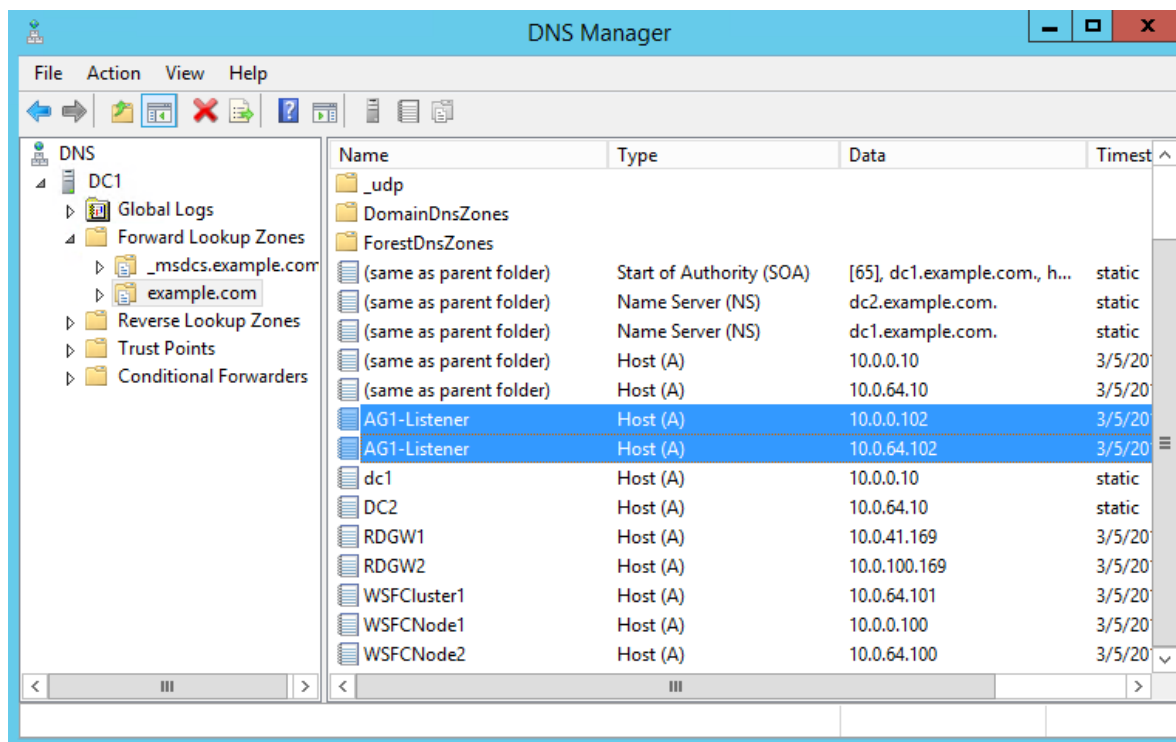 DNS Manager
File Action View Help
DNS
DC1
Global Logs
Forward Lookup Zones
_msdcs.example.com
example.com
Reverse Lookup Zones
Trust Points
Conditional Forwarders
Name Type Data Timest
_udp
DomainDnsZones
ForestDnsZones
(same as parent folder) Start of Authority (SOA) [65], dc1.example.com., h... static
(same as parent folder) Name Server (NS) dc2.example.com. static
(same as parent folder) Name Server (NS) dc1.example.com. static
(same as parent folder) Host (A) 10.0.0.10 3/5/20
(same as parent folder) Host (A) 10.0.64.10 3/5/20
AG1-Listener Host (A) 10.0.0.102 3/5/20
AG1-Listener Host (A) 10.0.64.102 3/5/20
dc1 Host (A) 10.0.0.10 static
DC2 Host (A) 10.0.64.10 static
RDGW1 Host (A) 10.0.41.169 3/5/20
RDGW2 Host (A) 10.0.100.169 3/5/20
WSFCluster1 Host (A) 10.0.64.101 3/5/20
WSFCNode1 Host (A) 10.0.0.100 3/5/20
WSFCNode2 Host (A) 10.0.64.100 3/5/20